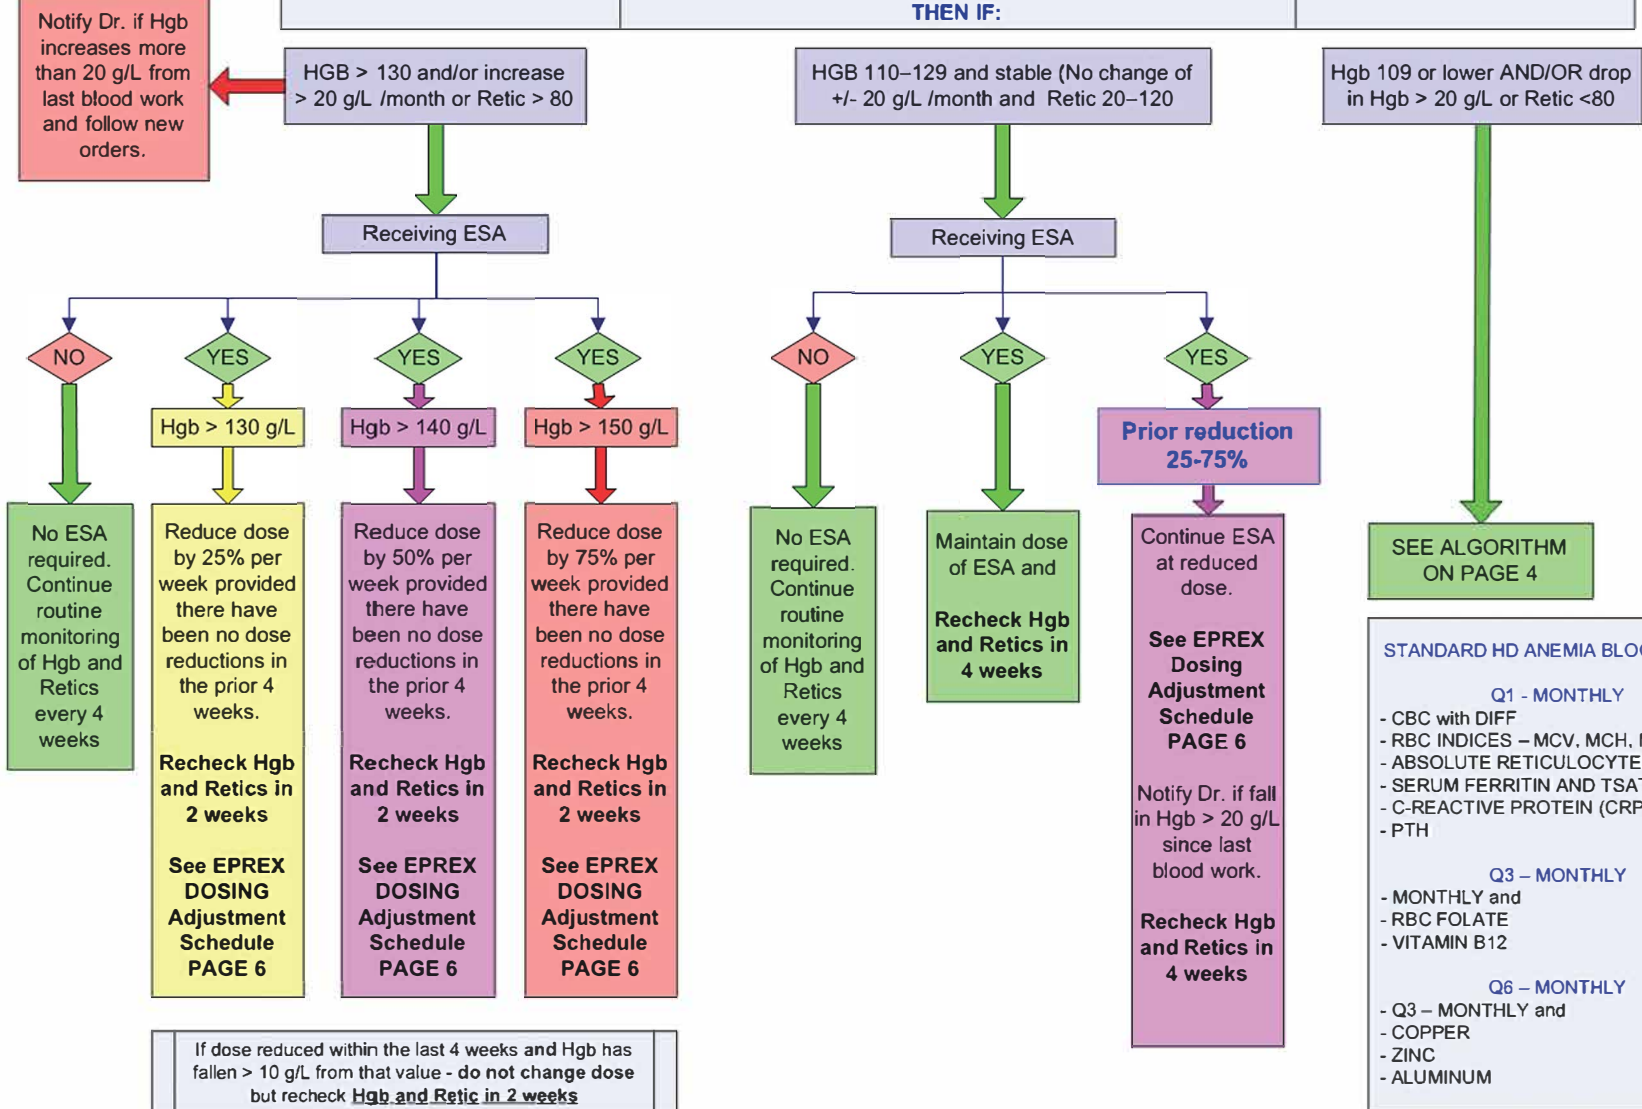 THEN IF:
Notify Dr. if Hgb
increases more
than 20 g/L from
last blood work
and follow new
orders.
HGB > 130 and/or increase
> 20 g/L /month or Retic > 80
HGB 110–129 and stable (No change of
+/- 20 g/L /month and Retic 20–120
Hgb 109 or lower AND/OR drop
in Hgb > 20 g/L or Retic <80
Receiving ESA
Receiving ESA
NO
YES
YES
YES
NO
YES
YES
Hgb > 130 g/L
Hgb > 140 g/L
Hgb > 150 g/L
Prior reduction
25-75%
No ESA
required.
Continue
routine
monitoring
of Hgb and
Retics
every 4
weeks
Reduce dose
by 25% per
week provided
there have
been no dose
reductions in
the prior 4
weeks.
Recheck Hgb
and Retics in
2 weeks
See EPREX
DOSING
Adjustment
Schedule
PAGE 6
Reduce dose
by 50% per
week provided
there have
been no dose
reductions in
the prior 4
weeks.
Recheck Hgb
and Retics in
2 weeks
See EPREX
DOSING
Adjustment
Schedule
PAGE 6
Reduce dose
by 75% per
week provided
there have
been no dose
reductions in
the prior 4
weeks.
Recheck Hgb
and Retics in
2 weeks
See EPREX
DOSING
Adjustment
Schedule
PAGE 6
No ESA
required.
Continue
routine
monitoring
of Hgb and
Retics
every 4
weeks
Maintain dose
of ESA and
Recheck Hgb
and Retics in
4 weeks
Continue ESA
at reduced
dose.
See EPREX
Dosing
Adjustment
Schedule
PAGE 6
Notify Dr. if fall
in Hgb > 20 g/L
since last
blood work.
Recheck Hgb
and Retics in
4 weeks
SEE ALGORITHM
ON PAGE 4
STANDARD HD ANEMIA
Q1 - MONTHLY
- CBC with DIFF
- RBC INDICES – MCV, MCH,
- ABSOLUTE RETICULOCYTE
- SERUM FERRITIN AND TSAT
- C-REACTIVE PROTEIN (CRP
- PTH
Q3 – MONTHLY
- MONTHLY and
- RBC FOLATE
- VITAMIN B12
Q6 – MONTHLY
- Q3 – MONTHLY and
- COPPER
- ZINC
- ALUMINUM
If dose reduced within the last 4 weeks and Hgb has
fallen > 10 g/L from that value - do not change dose
but recheck Hgb and Retic in 2 weeks